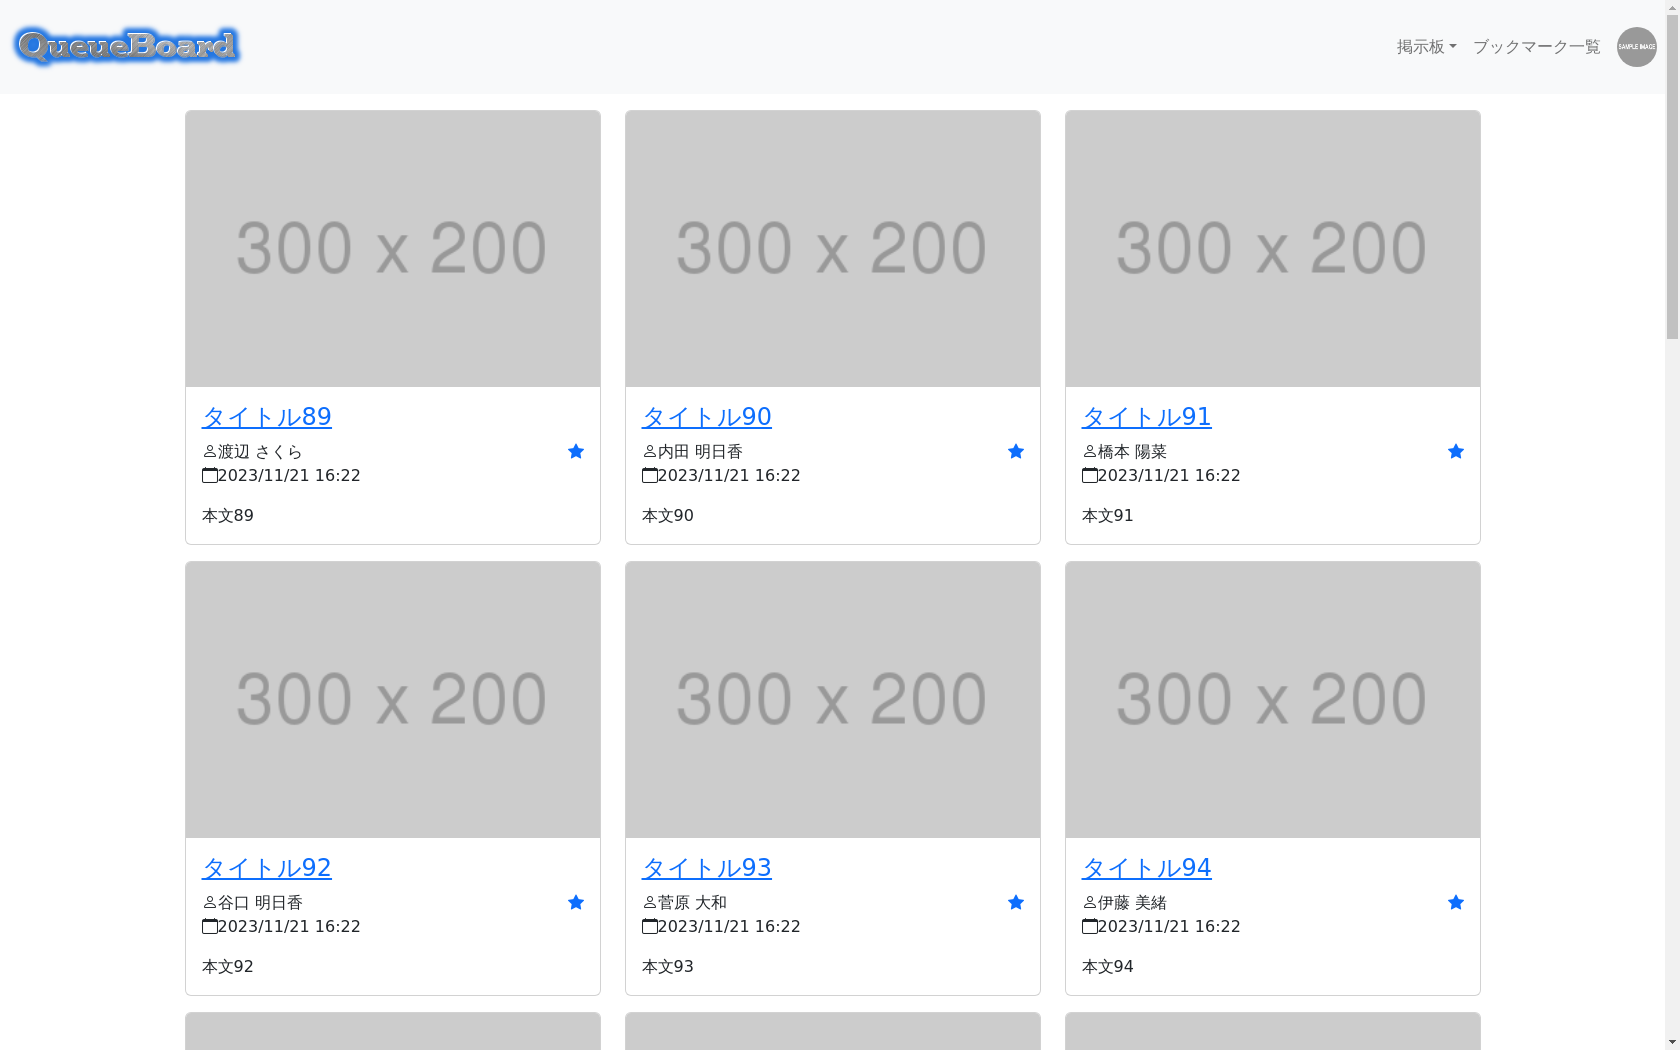 QueueBoard
掲示板
ブックマーク一覧
SAMPLE IMAGE
300 x 200
300 x 200
300 x 200
タイトル89
渡辺 さくら
2023/11/21 16:22
本文89
タイトル90
内田 明日香
2023/11/21 16:22
本文90
タイトル91
橋本 陽菜
2023/11/21 16:22
本文91
300 x 200
300 x 200
300 x 200
タイトル92
谷口 明日香
2023/11/21 16:22
本文92
タイトル93
菅原 大和
2023/11/21 16:22
本文93
タイトル94
伊藤 美緒
2023/11/21 16:22
本文94